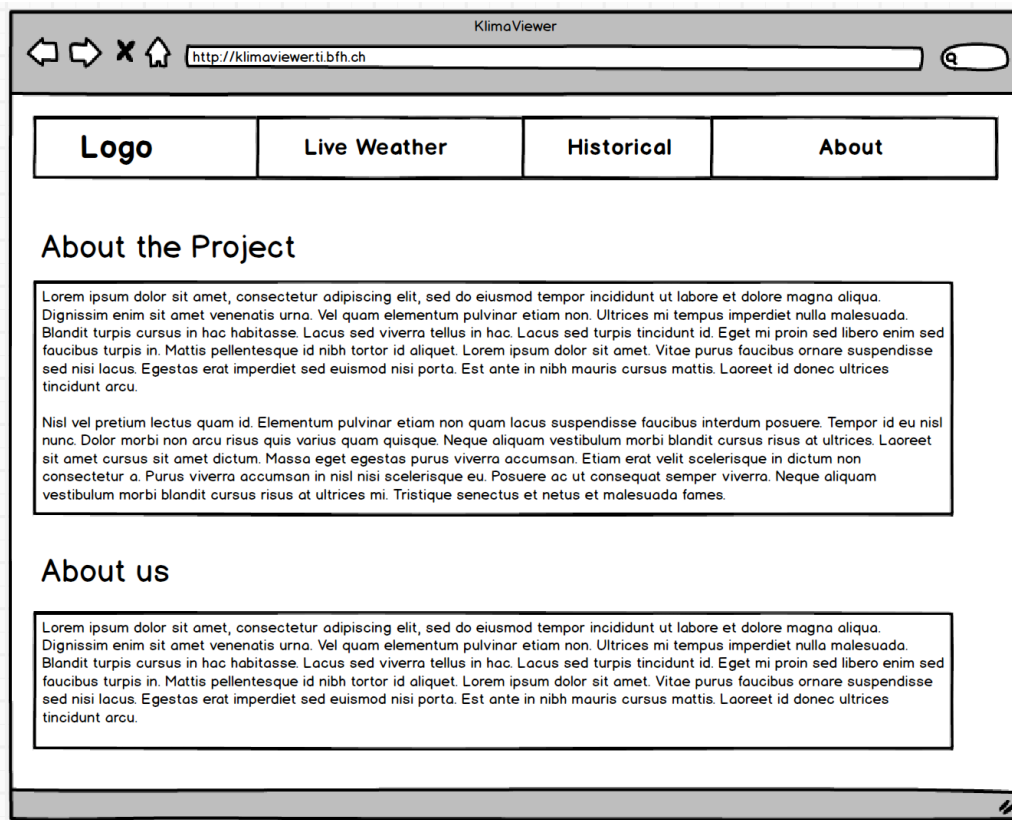 KlimaViewer
http://klimaviewer.ti.bfh.ch
Logo Live Weather Historical About
About the Project
Lorem ipsum dolor sit amet, consectetur adipiscing elit, sed do eiusmod tempor incididunt ut labore et dolore magna aliqua.
Dignissim enim sit amet venenatis urna. Vel quam elementum pulvinar etiam non. Ultrices mi tempus imperdiet nulla malesuada.
Blandit turpis cursus in hac habitasse. Lacus sed viverra tellus in hac. Lacus sed turpis tincidunt id. Eget mi proin sed libero enim sed
faucibus turpis in. Mattis pellentesque id nibh tortor id aliquet. Lorem ipsum dolor sit amet. Vitae purus faucibus ornare suspendisse
sed nisi lacus. Egestas erat imperdiet sed euismod nisi porta. Est ante in nibh mauris cursus mattis. Laoreet id donec ultrices
tincidunt arcu.
Nisl vel pretium lectus quam id. Elementum pulvinar etiam non quam lacus suspendisse faucibus interdum posuere. Tempor id eu nisl
nunc. Dolor morbi non arcu risus quis varius quam quisque. Neque aliquam vestibulum morbi blandit cursus risus at ultrices. Laoreet
sit amet cursus sit amet dictum. Massa eget egestas purus viverra accumsan. Etiam erat velit scelerisque in dictum non
consectetur a. Purus viverra accumsan in nisl nisi scelerisque eu. Posuere ac ut consequat semper viverra. Neque aliquam
vestibulum morbi blandit cursus risus at ultrices mi. Tristique senectus et netus et malesuada fames.
About us
Lorem ipsum dolor sit amet, consectetur adipiscing elit, sed do eiusmod tempor incididunt ut labore et dolore magna aliqua.
Dignissim enim sit amet venenatis urna. Vel quam elementum pulvinar etiam non. Ultrices mi tempus imperdiet nulla malesuada.
Blandit turpis cursus in hac habitasse. Lacus sed viverra tellus in hac. Lacus sed turpis tincidunt id. Eget mi proin sed libero enim sed
faucibus turpis in. Mattis pellentesque id nibh tortor id aliquet. Lorem ipsum dolor sit amet. Vitae purus faucibus ornare suspendisse
sed nisi lacus. Egestas erat imperdiet sed euismod nisi porta. Est ante in nibh mauris cursus mattis. Laoreet id donec ultrices
tincidunt arcu.